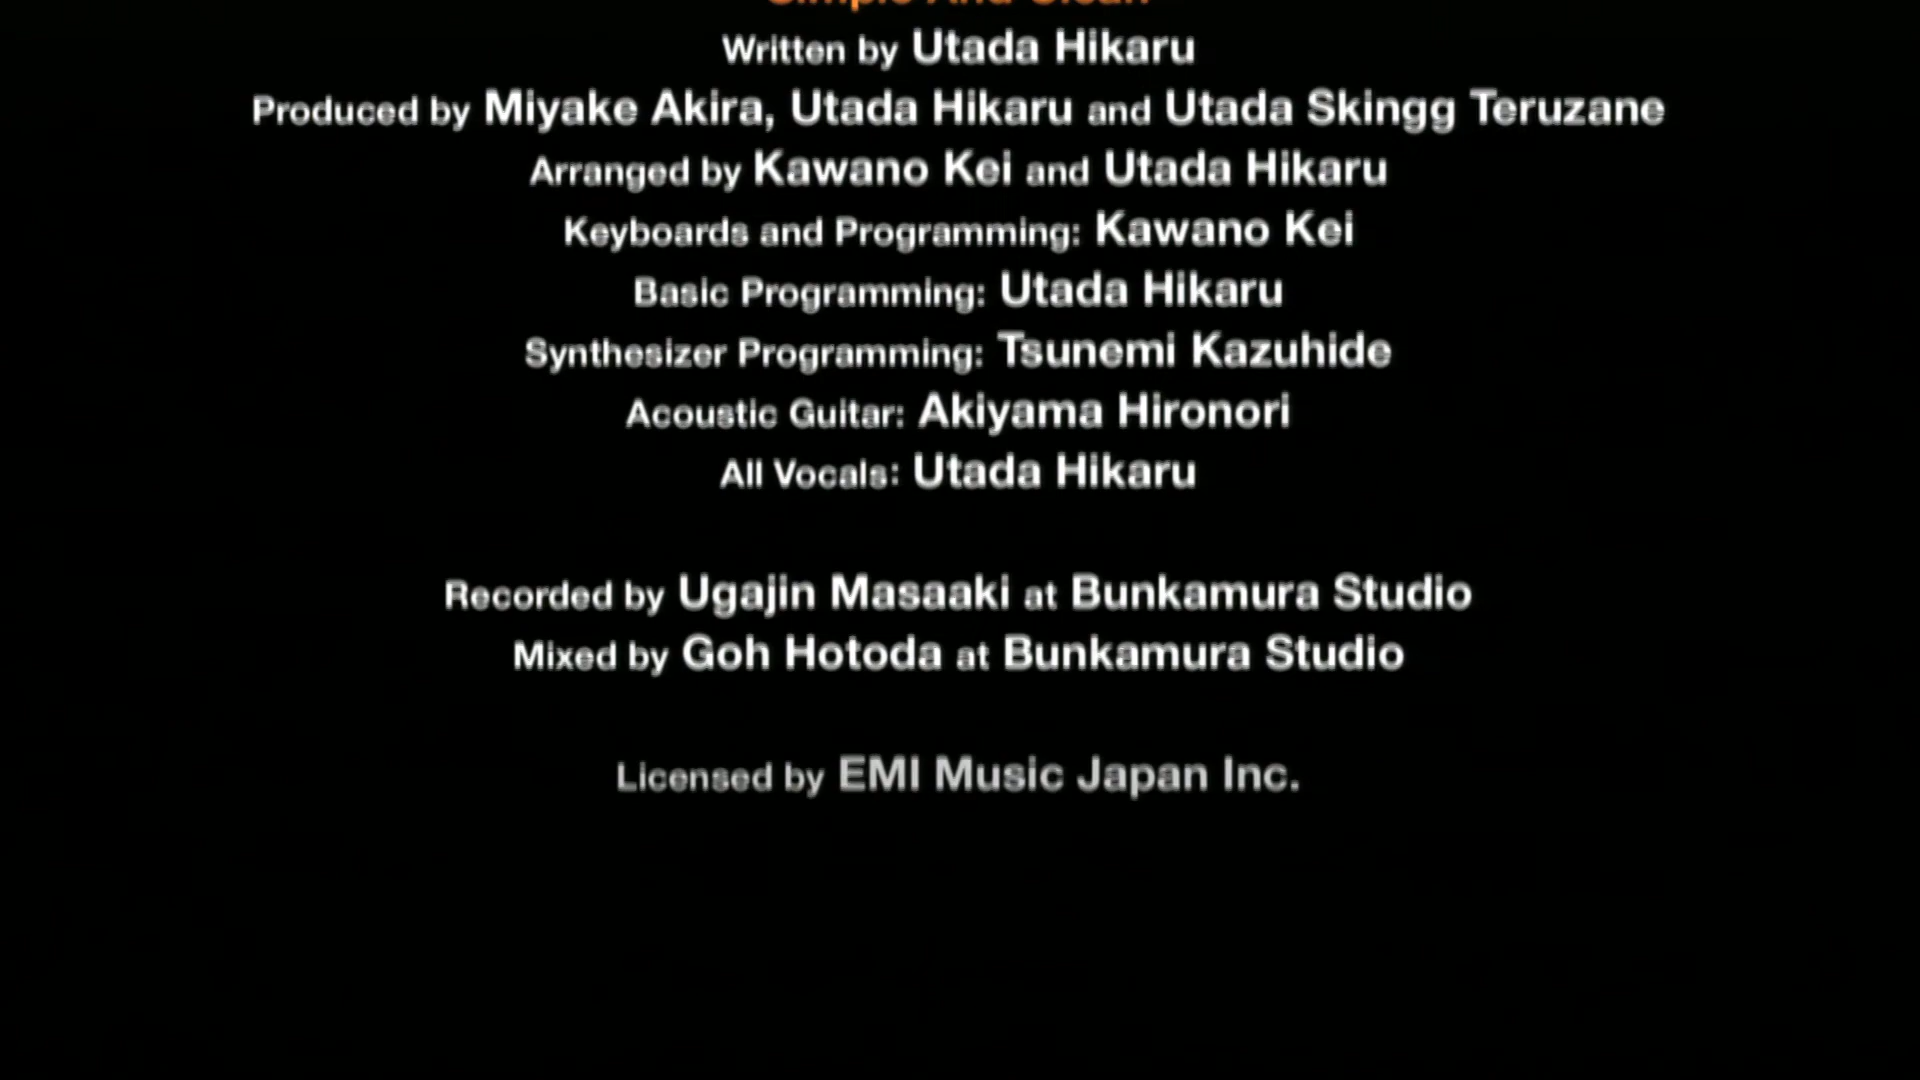 Simple And Clean
Written by Utada Hikaru
Produced by Miyake Akira, Utada Hikaru and Utada Skingg Teruzane
Arranged by Kawano Kei and Utada Hikaru
Keyboards and Programming: Kawano Kei
Basic Programming: Utada Hikaru
Synthesizer Programming: Tsunemi Kazuhide
Acoustic Guitar: Akiyama Hironori
All Vocals: Utada Hikaru
Recorded by Ugajin Masaaki at Bunkamura Studio
Mixed by Goh Hotoda at Bunkamura Studio
Licensed by EMI Music Japan Inc.